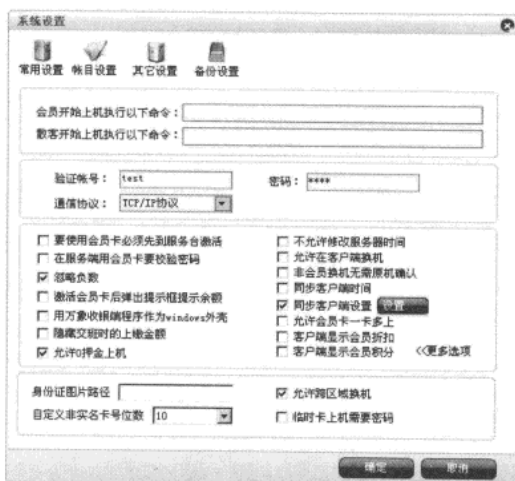 系统设置
常用设置 帐目设置 其它设置 备份设置
会员开始上机执行以下命令：
散客开始上机执行以下命令：
验证帐号： test 密码： ****
通信协议： TCP/IP协议
要使用会员卡必须先到服务台激活 不允许修改服务器时间
在服务端用会员卡要校验密码 允许在客户端换机
忽略负数 非会员换机无需原机确认
激活会员卡后弹出提示框提示余额 同步客户端时间
用万象收银端程序作为windows外壳 同步客户端设置 设置
隐藏交班时的上缴金额 允许会员卡一卡多上
允许0押金上机 客户端显示会员折扣
客户端显示会员积分 <<更多选项
身份证图片路径 允许跨区域换机
自定义非实名卡号位数 10 临时卡上机需要密码
确定 取消